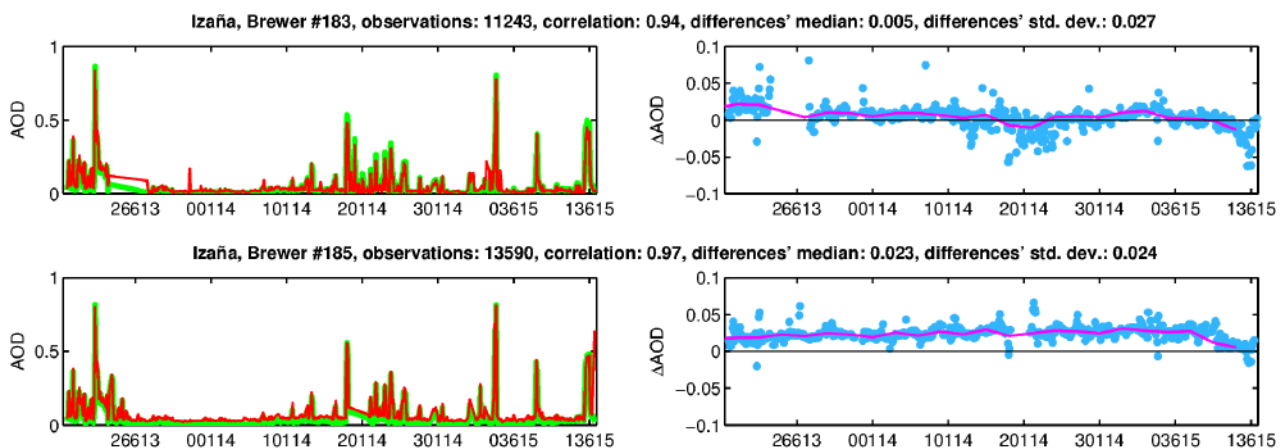 Izaña, Brewer #183, observations: 11243, correlation: 0.94, differences' median: 0.005, differences' std. dev.: 0.027
AOD
1
0.5
0
26613 00114 10114 20114 30114 03615 13615
ΔAOD
0.1
0.05
0
−0.05
−0.1
26613 00114 10114 20114 30114 03615 13615
Izaña, Brewer #185, observations: 13590, correlation: 0.97, differences' median: 0.023, differences' std. dev.: 0.024
AOD
1
0.5
0
26613 00114 10114 20114 30114 03615 13615
ΔAOD
0.1
0.05
0
−0.05
−0.1
26613 00114 10114 20114 30114 03615 13615